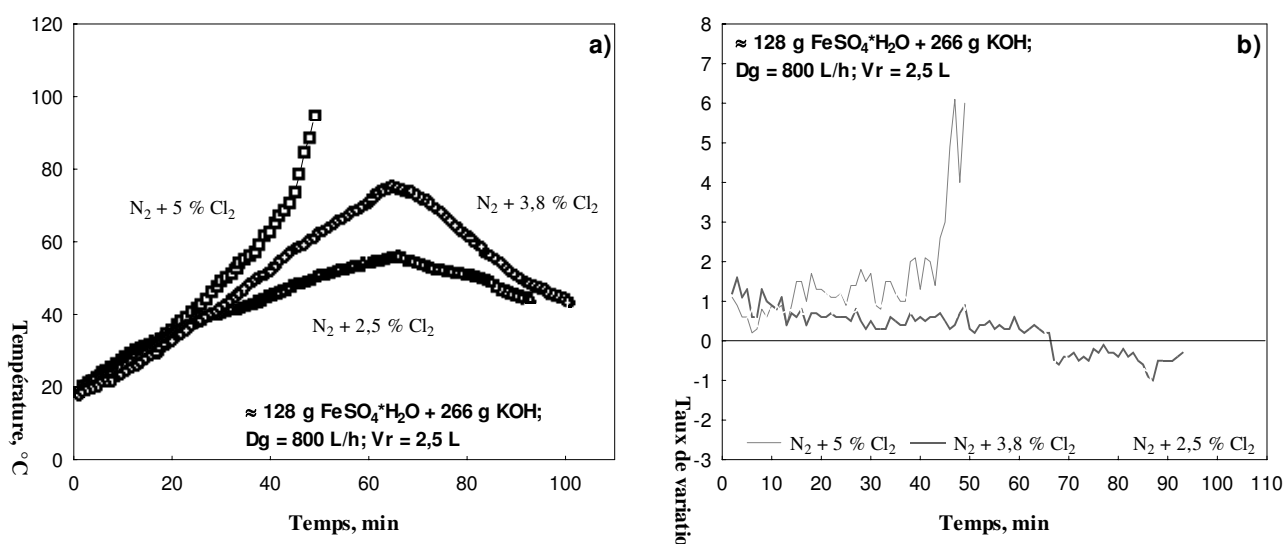 a)
≈ 128 g FeSO₄*H₂O + 266 g KOH;
Dg = 800 L/h; Vr = 2,5 L
N₂ + 5 % Cl₂
N₂ + 3,8 % Cl₂
N₂ + 2,5 % Cl₂
Température, °C
120
100
80
60
40
20
0
0 20 40 60 80 100
Temps, min
b)
≈ 128 g FeSO₄*H₂O + 266 g KOH;
Dg = 800 L/h; Vr = 2,5 L
Taux de variatio
8
7
6
5
4
3
2
1
0
-1
-2
-3
N₂ + 5 % Cl₂ N₂ + 3,8 % Cl₂ N₂ + 2,5 % Cl₂
0 10 20 30 40 50 60 70 80 90 100 110
Temps, min